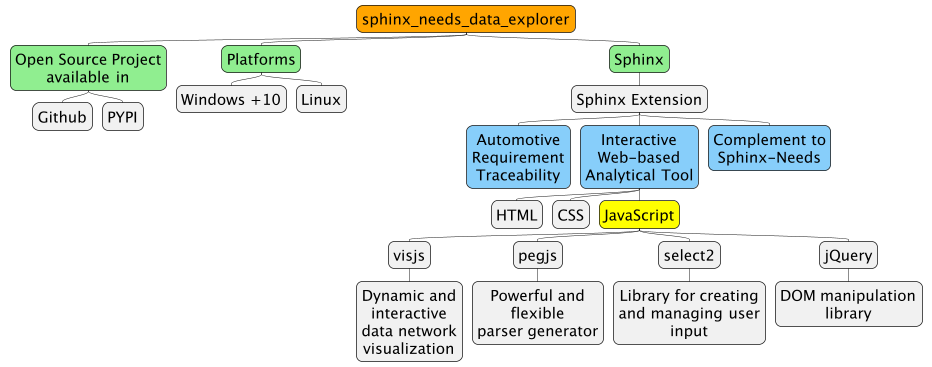 sphinx_needs_data_explorer
Open Source Project
available in
Platforms
Sphinx
Github
PYPI
Windows +10
Linux
Sphinx Extension
Automotive
Requirement
Traceability
Interactive
Web-based
Analytical Tool
Complement to
Sphinx-Needs
HTML
CSS
JavaScript
visjs
pegjs
select2
jQuery
Dynamic and
interactive
data network
visualization
Powerful and
flexible
parser generator
Library for creating
and managing user
input
DOM manipulation
library